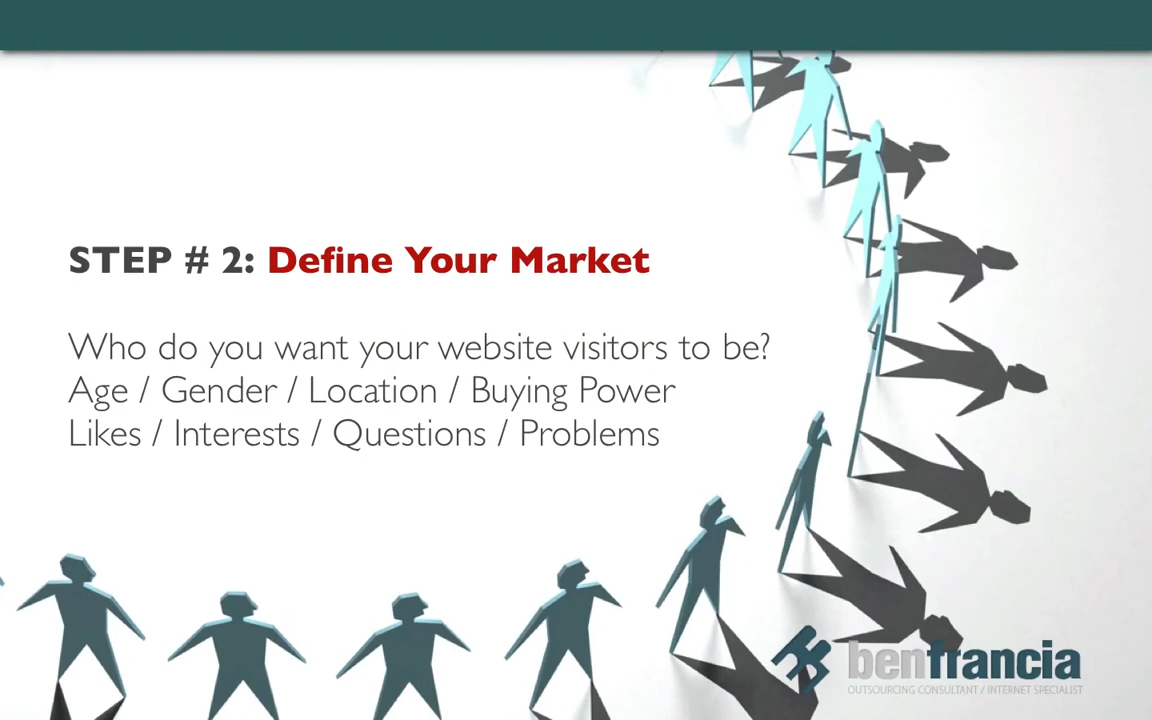 STEP # 2: Define Your Market
Who do you want your website visitors to be?
Age / Gender / Location / Buying Power
Likes / Interests / Questions / Problems
benfrancia
OUTSOURCING CONSULTANT / INTERNET SPECIALIST